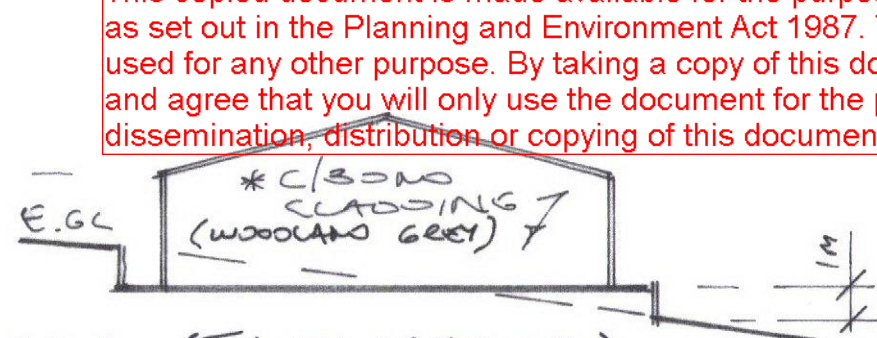 as set out in the Planning and Environment Act 1987.
used for any other purpose. By taking a copy of this do
and agree that you will only use the document for the p
dissemination, distribution or copying of this documen
* C/BOND
CLADDING
(WOODLAND GREY)
E.GL
1M